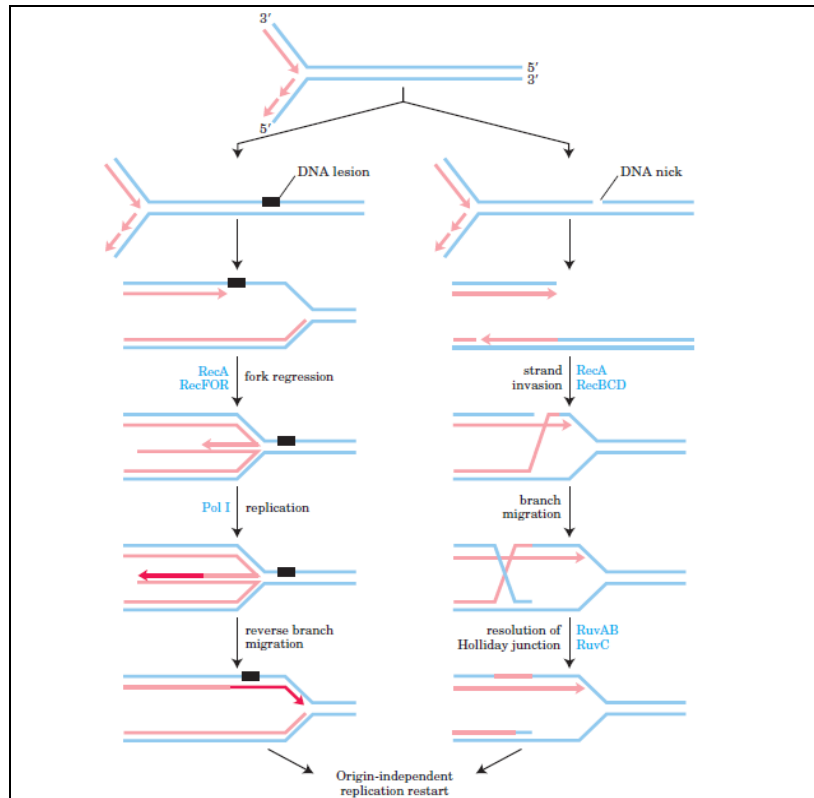 3′
5′
3′
5′
DNA lesion
DNA nick
RecA
RecFOR
fork regression
strand
invasion
RecA
RecBCD
Pol I
replication
branch
migration
reverse branch
migration
resolution of
Holliday junction
RuvAB
RuvC
Origin-independent
replication restart